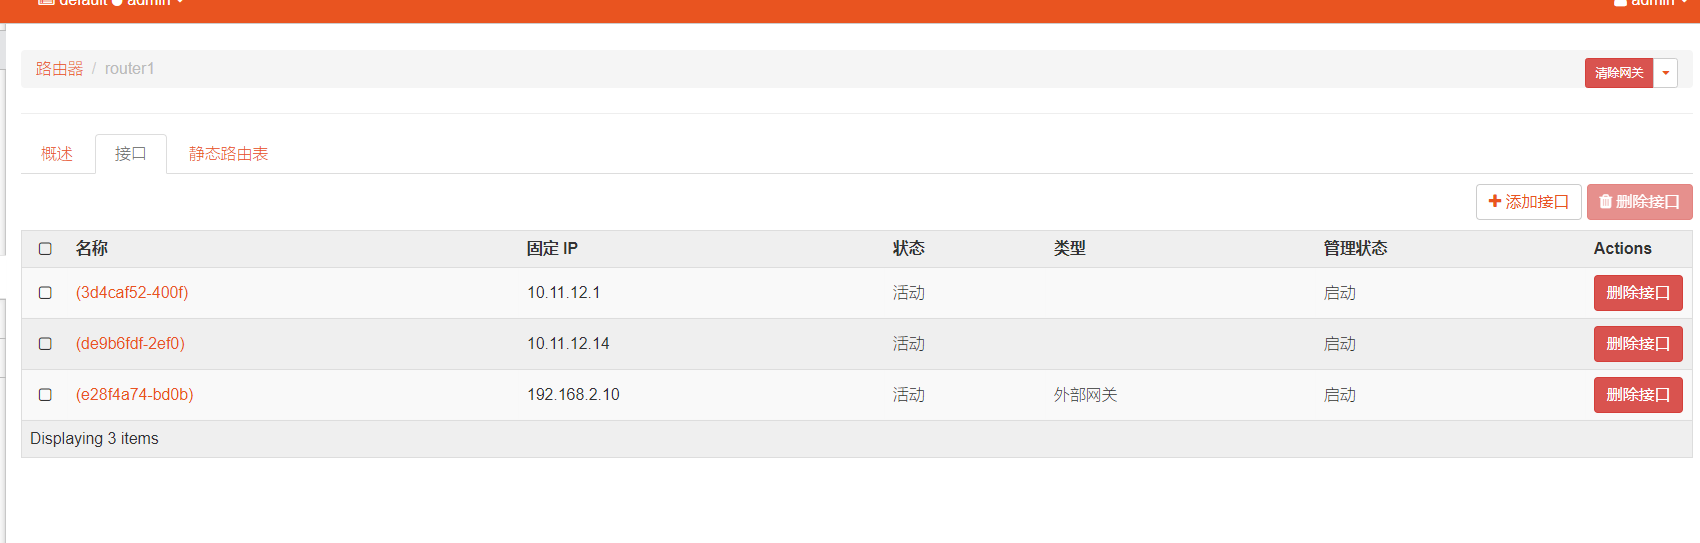 default admin
admin
路由器 / router1
清除网关
概述 接口 静态路由表
添加接口 删除接口
名称 固定 IP 状态 类型 管理状态 Actions
(3d4caf52-400f) 10.11.12.1 活动 启动 删除接口
(de9b6fdf-2ef0) 10.11.12.14 活动 启动 删除接口
(e28f4a74-bd0b) 192.168.2.10 活动 外部网关 启动 删除接口
Displaying 3 items